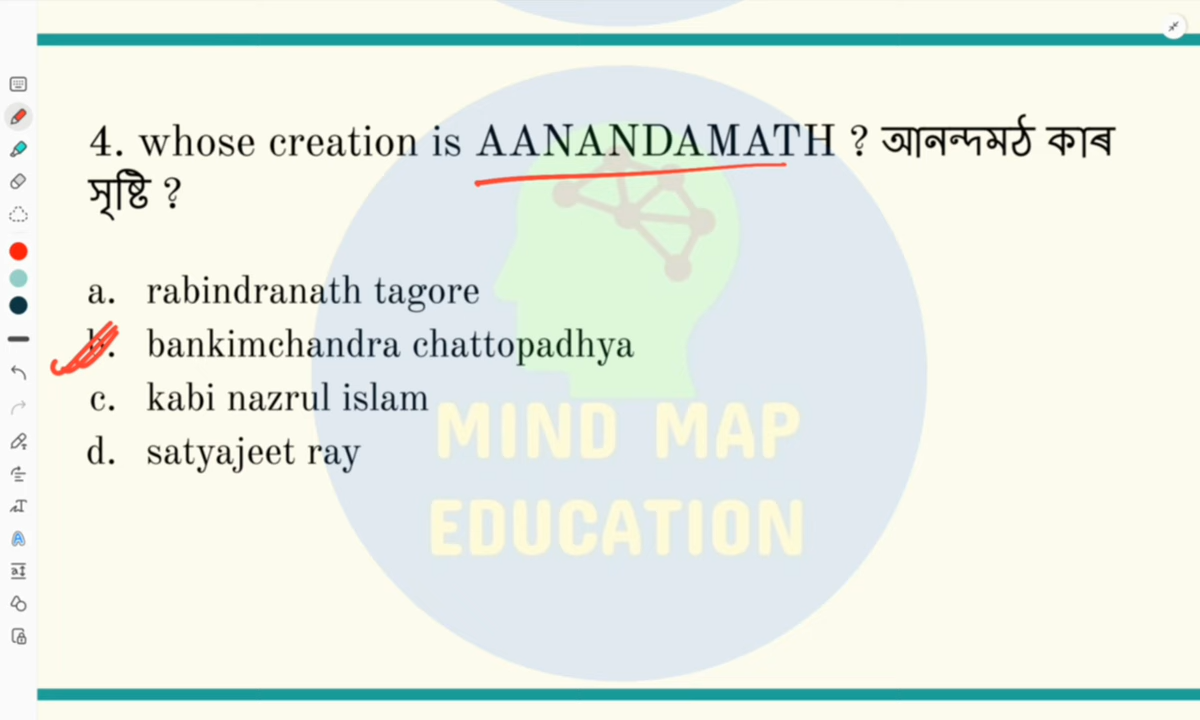 4. whose creation is AANANDAMATH ? আনন্দমঠ কাৰ
সৃষ্টি ?
a. rabindranath tagore
b. bankimchandra chattopadhya
c. kabi nazrul islam
d. satyajeet ray
MIND MAP
EDUCATION